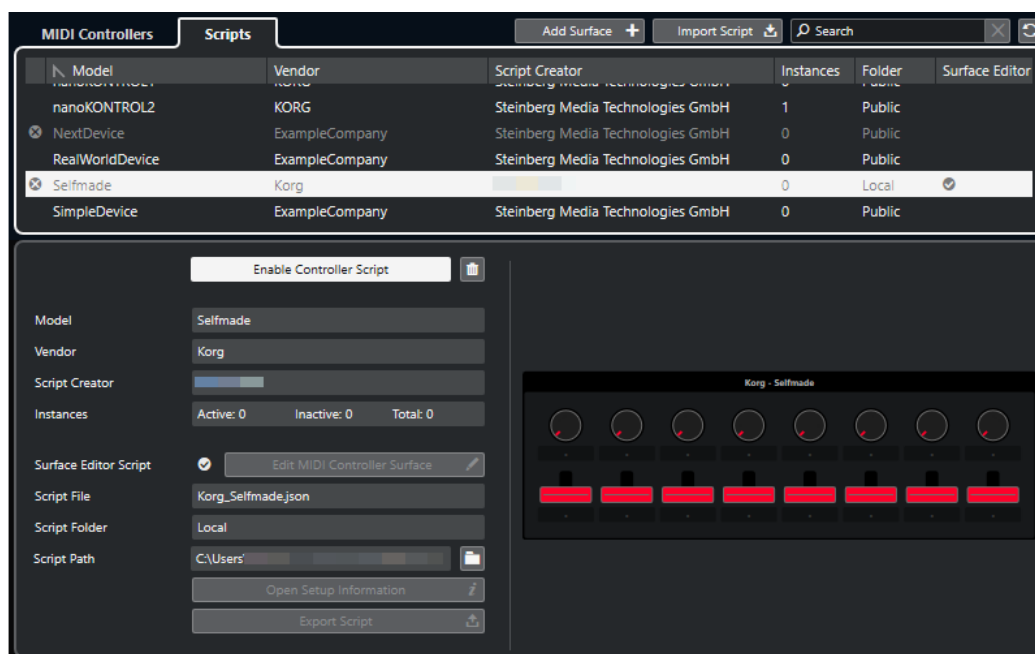 MIDI Controllers Scripts Add Surface Import Script Search
Model Vendor Script Creator Instances Folder Surface Editor
nanoKONTROL2 KORG Steinberg Media Technologies GmbH 1 Public
NextDevice ExampleCompany Steinberg Media Technologies GmbH 0 Public
RealWorldDevice ExampleCompany Steinberg Media Technologies GmbH 0 Public
Selfmade Korg 0 Local
SimpleDevice ExampleCompany Steinberg Media Technologies GmbH 0 Public
Enable Controller Script
Model Selfmade
Vendor Korg
Script Creator
Instances Active: 0 Inactive: 0 Total: 0
Surface Editor Script Edit MIDI Controller Surface
Script File Korg_Selfmade.json
Script Folder Local
Script Path C:\Users
Open Setup Information
Export Script
Korg - Selfmade